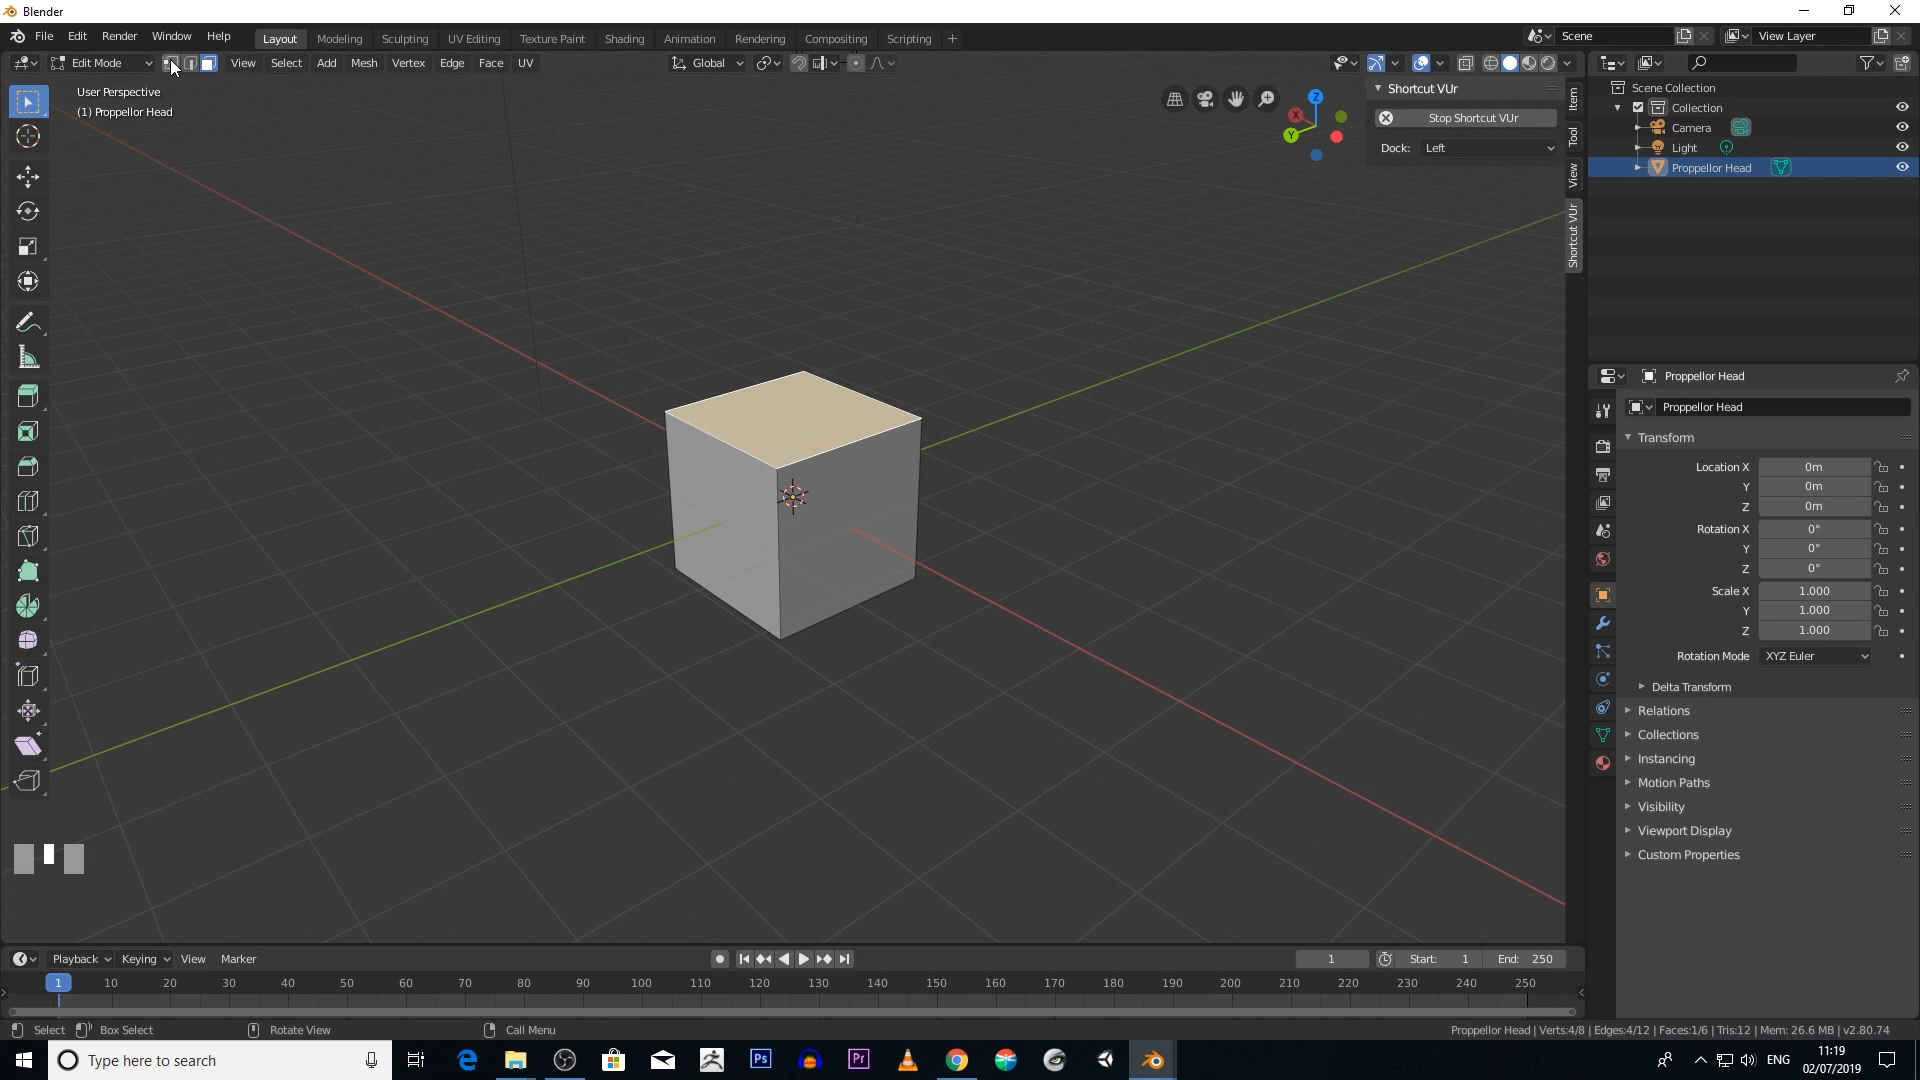 Blender
File Edit Render Window Help Layout Modeling Sculpting UV Editing Texture Paint Shading Animation Rendering Compositing Scripting + Scene View Layer
Edit Mode View Select Add Mesh Vertex Edge Face UV Global
User Perspective
(1) Proppellor Head
Z
X
Y
Shortcut VUr
Stop Shortcut VUr
Dock: Left
Item
Tool
View
Shortcut VUr
Scene Collection
Collection
Camera
Light
Proppellor Head
Proppellor Head
Proppellor Head
Transform
Location X 0m
Y 0m
Z 0m
Rotation X 0°
Y 0°
Z 0°
Scale X 1.000
Y 1.000
Z 1.000
Rotation Mode XYZ Euler
Delta Transform
Relations
Collections
Instancing
Motion Paths
Visibility
Viewport Display
Custom Properties
Playback Keying View Marker 1 Start: 1 End: 250
1 10 20 30 40 50 60 70 80 90 100 110 120 130 140 150 160 170 180 190 200 210 220 230 240 250
Select Box Select Rotate View Call Menu Proppellor Head | Verts:4/8 | Edges:4/12 | Faces:1/6 | Tris:12 | Mem: 26.6 MB | v2.80.74
Type here to search Ps Pr ENG 11:19
02/07/2019